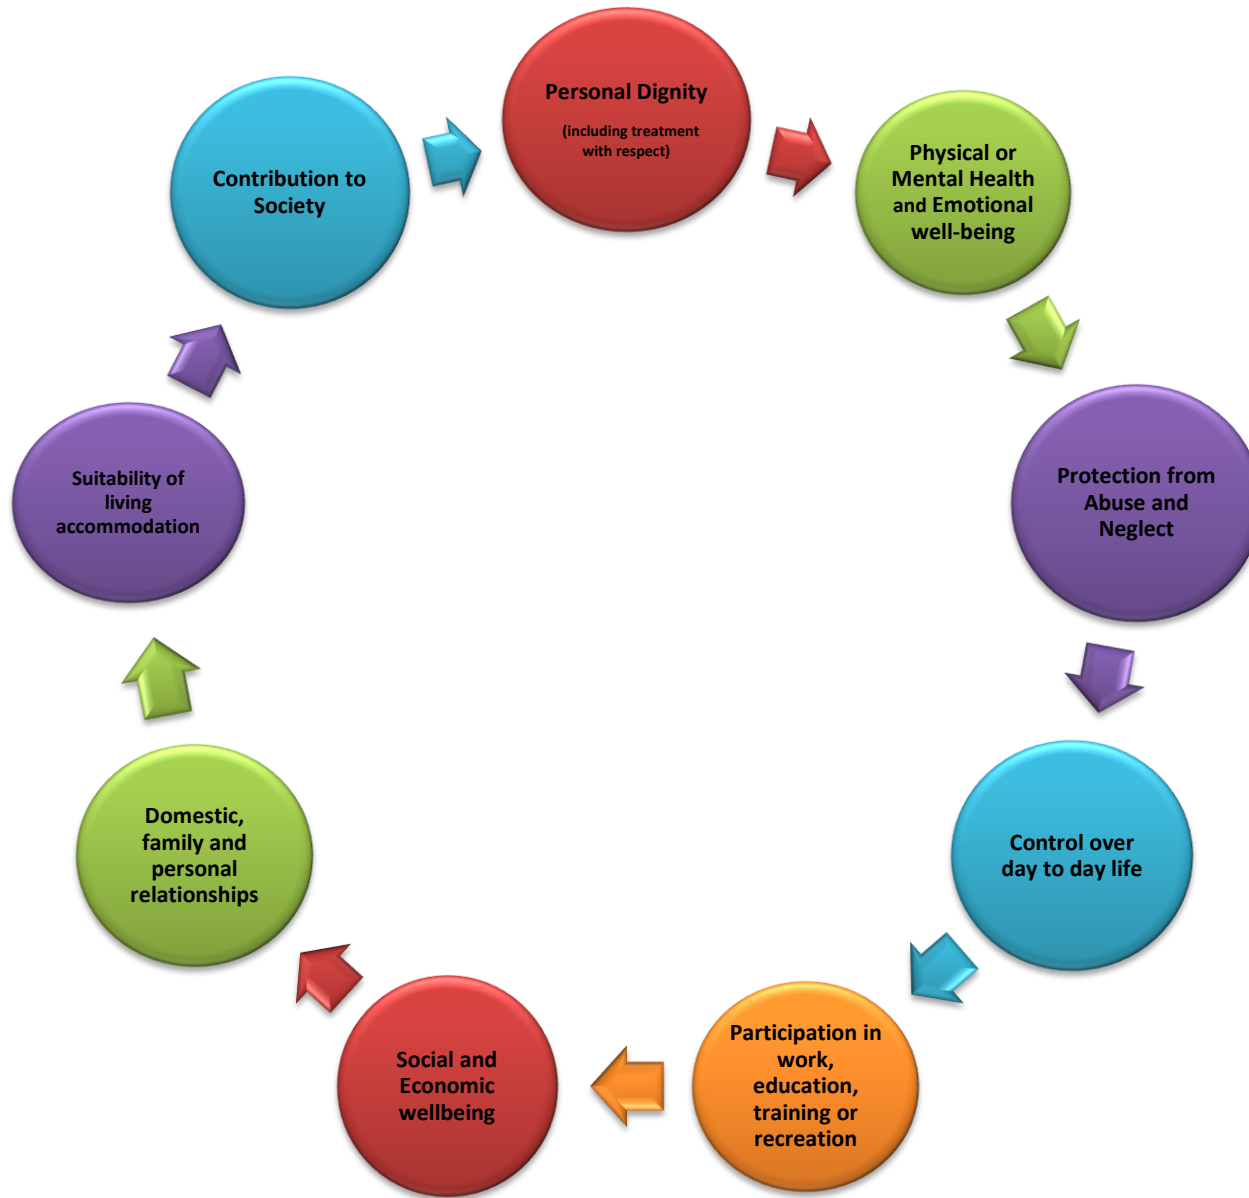 Personal Dignity
(including treatment
with respect)
Physical or
Mental Health
and Emotional
well-being
Protection from
Abuse and
Neglect
Control over
day to day life
Participation in
work,
education,
training or
recreation
Social and
Economic
wellbeing
Domestic,
family and
personal
relationships
Suitability of
living
accommodation
Contribution to
Society